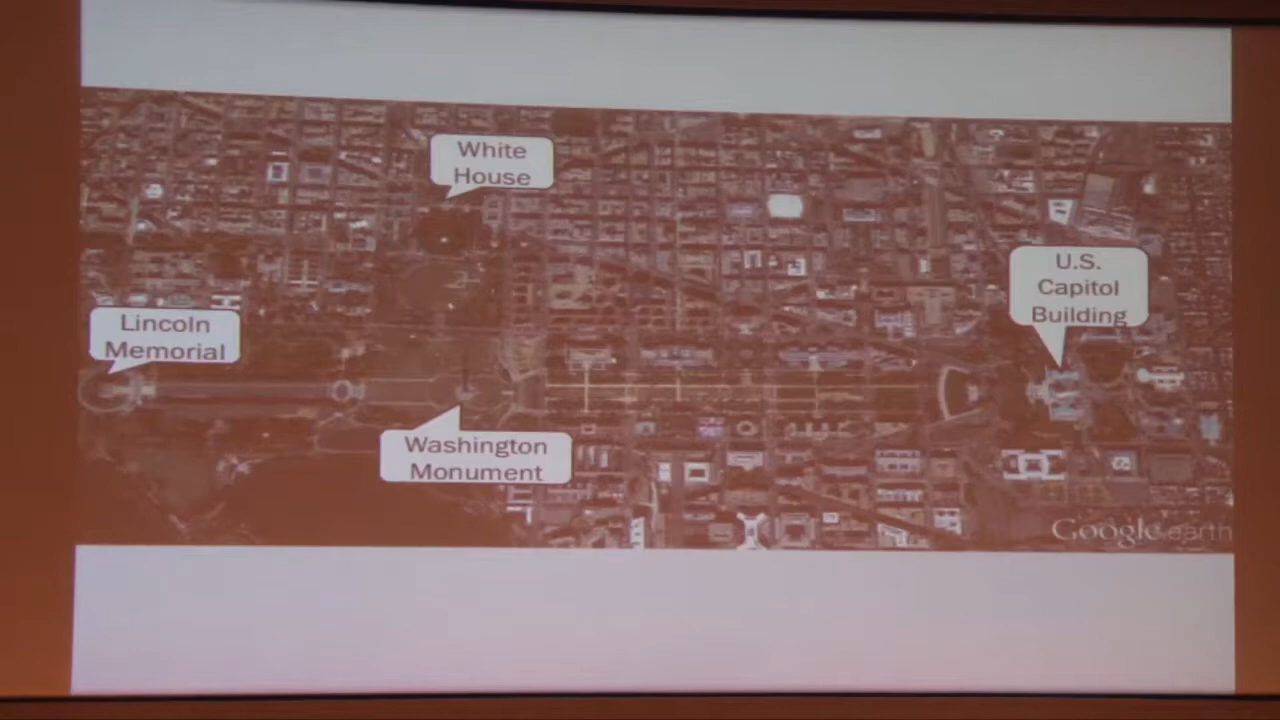 White
House
U.S.
Capitol
Building
Lincoln
Memorial
Washington
Monument
Google earth